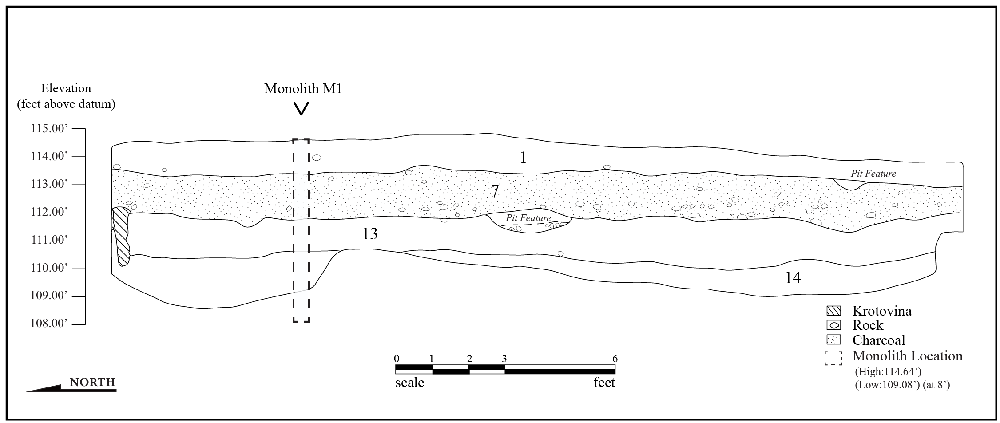 Elevation
(feet above datum)
Monolith M1
115.00’
114.00’
113.00’
112.00’
111.00’
110.00’
109.00’
108.00’
1
Pit Feature
7
Pit Feature
13
14
Krotovina
Rock
Charcoal
Monolith Location
(High:114.64’)
(Low:109.08’) (at 8’)
0 1 2 3 6
scale feet
NORTH